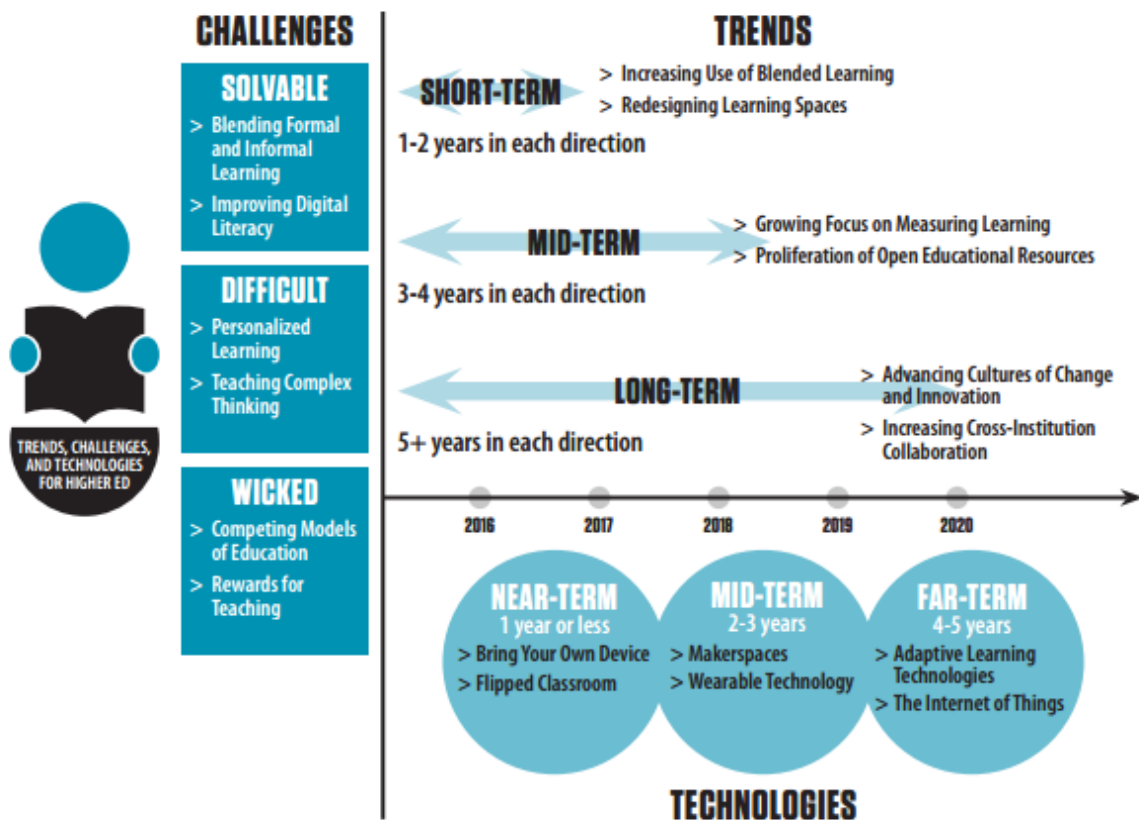 CHALLENGES
SOLVABLE
> Blending Formal
and Informal
Learning
> Improving Digital
Literacy
DIFFICULT
> Personalized
Learning
> Teaching Complex
Thinking
WICKED
> Competing Models
of Education
> Rewards for
Teaching
TRENDS, CHALLENGES,
AND TECHNOLOGIES
FOR HIGHER ED
TRENDS
SHORT-TERM
> Increasing Use of Blended Learning
> Redesigning Learning Spaces
1-2 years in each direction
MID-TERM
> Growing Focus on Measuring Learning
> Proliferation of Open Educational Resources
3-4 years in each direction
LONG-TERM
> Advancing Cultures of Change
and Innovation
> Increasing Cross-Institution
Collaboration
5+ years in each direction
2016 2017 2018 2019 2020
NEAR-TERM
1 year or less
> Bring Your Own Device
> Flipped Classroom
MID-TERM
2-3 years
> Makerspaces
> Wearable Technology
FAR-TERM
4-5 years
> Adaptive Learning
Technologies
> The Internet of Things
TECHNOLOGIES